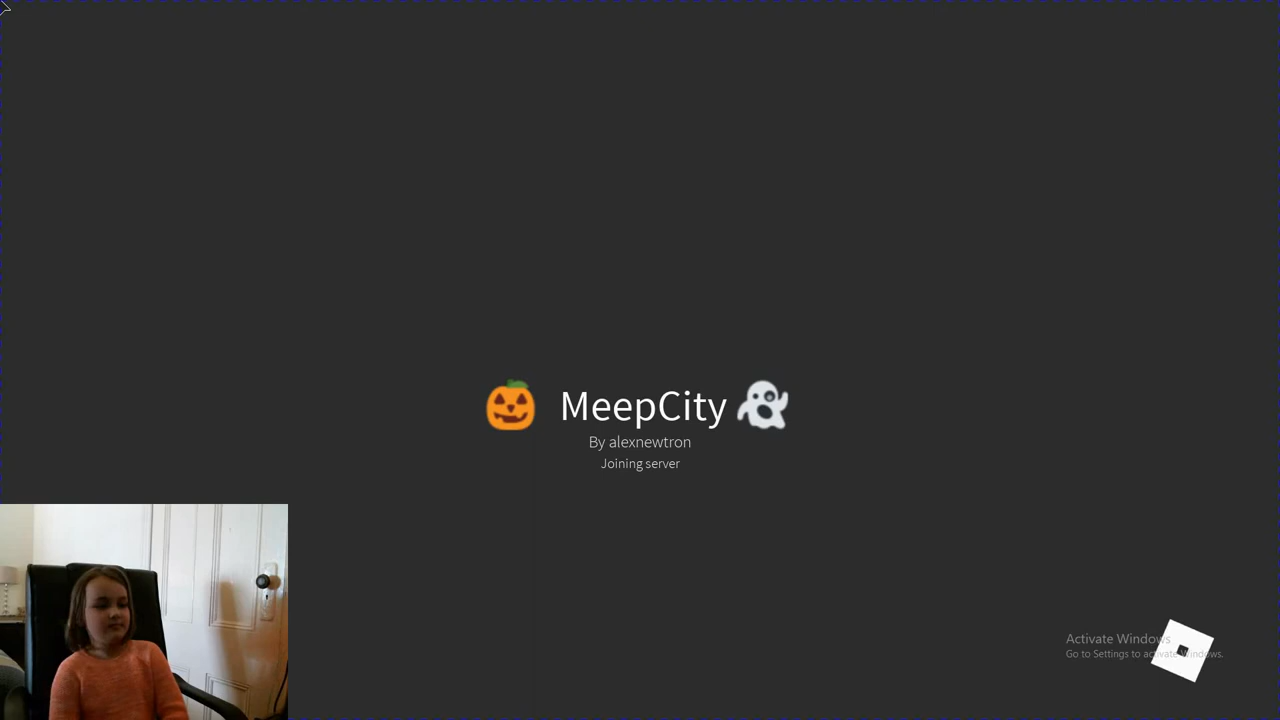 MeepCity
By alexnewtron
Joining server
Activate Windows
Go to Settings to activate Windows.